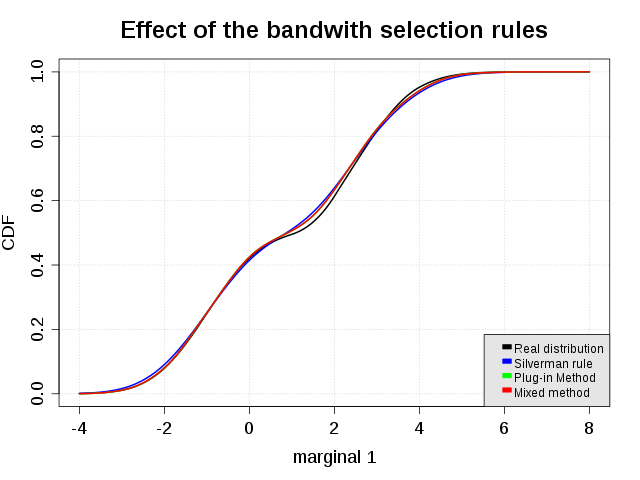 Effect of the bandwith selection rules
CDF
1.0
0.8
0.6
0.4
0.2
0.0
-4 -2 0 2 4 6 8
marginal 1
Real distribution
Silverman rule
Plug-in Method
Mixed method